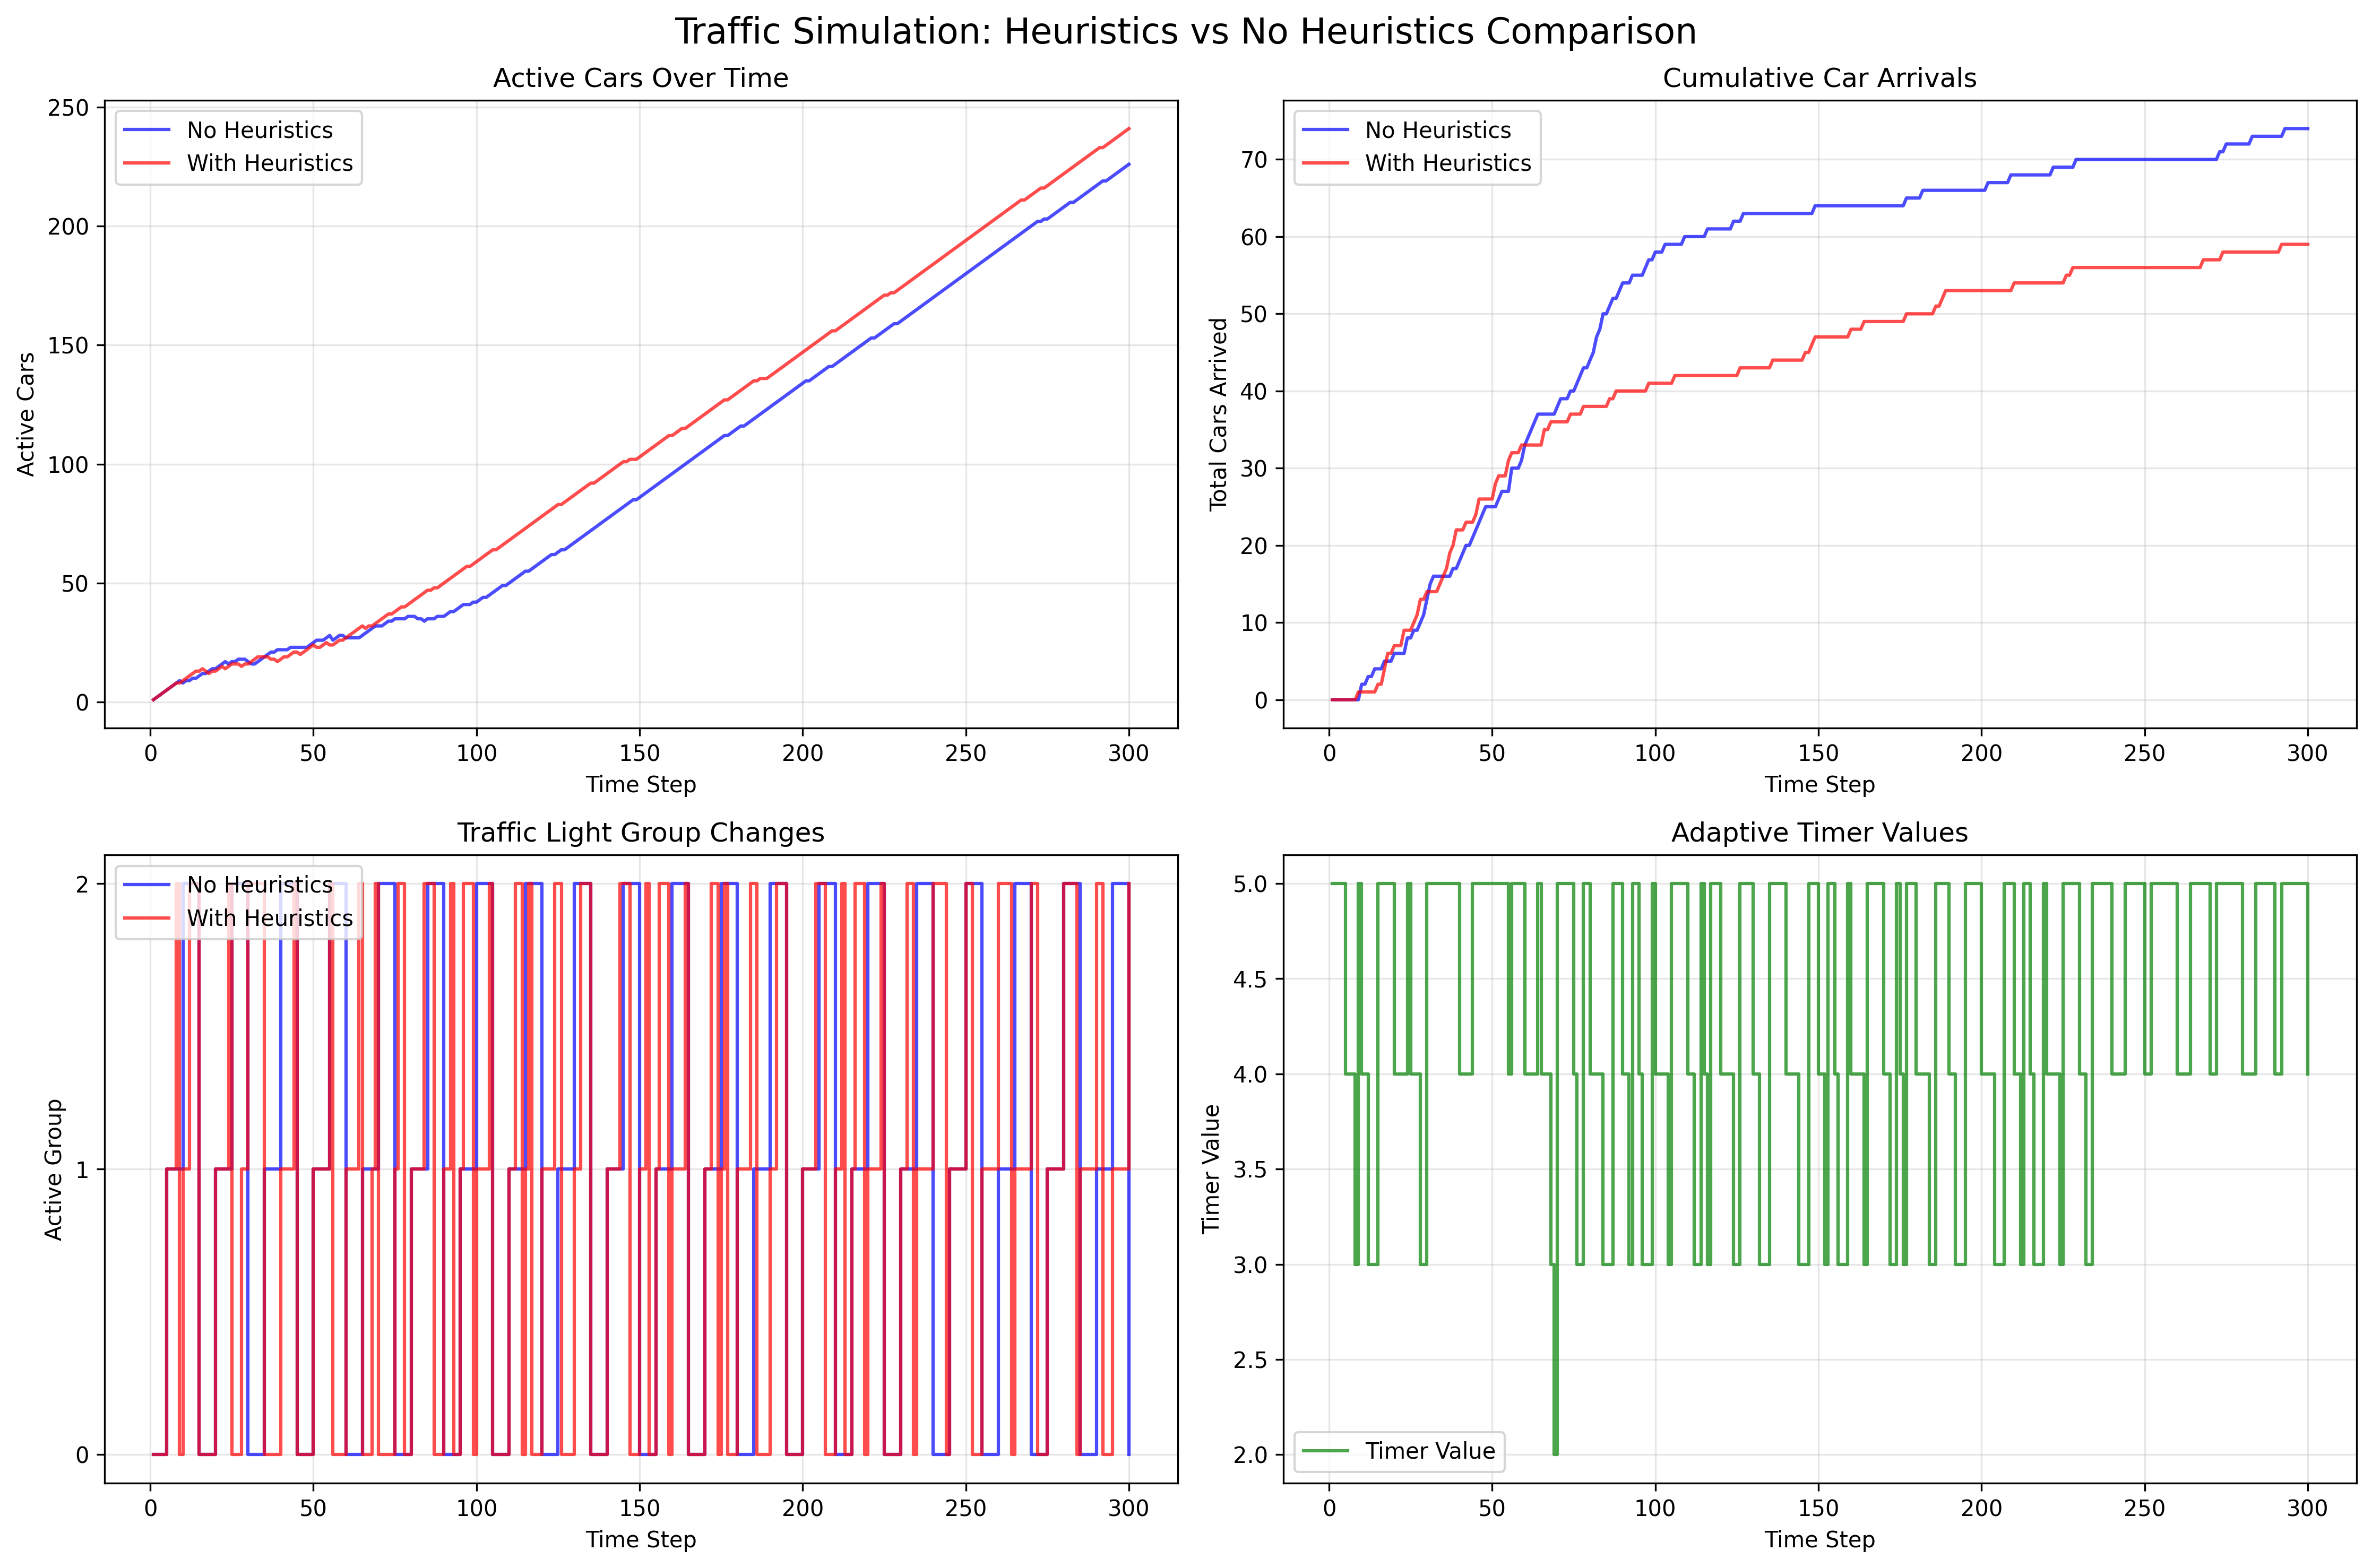 Traffic Simulation: Heuristics vs No Heuristics Comparison
Active Cars Over Time
250
200
150
100
50
0
Active Cars
No Heuristics
With Heuristics
0 50 100 150 200 250 300
Time Step
Cumulative Car Arrivals
70
60
50
40
30
20
10
0
Total Cars Arrived
No Heuristics
With Heuristics
0 50 100 150 200 250 300
Time Step
Traffic Light Group Changes
2
1
0
Active Group
No Heuristics
With Heuristics
0 50 100 150 200 250 300
Time Step
Adaptive Timer Values
5.0
4.5
4.0
3.5
3.0
2.5
2.0
Timer Value
Timer Value
0 50 100 150 200 250 300
Time Step